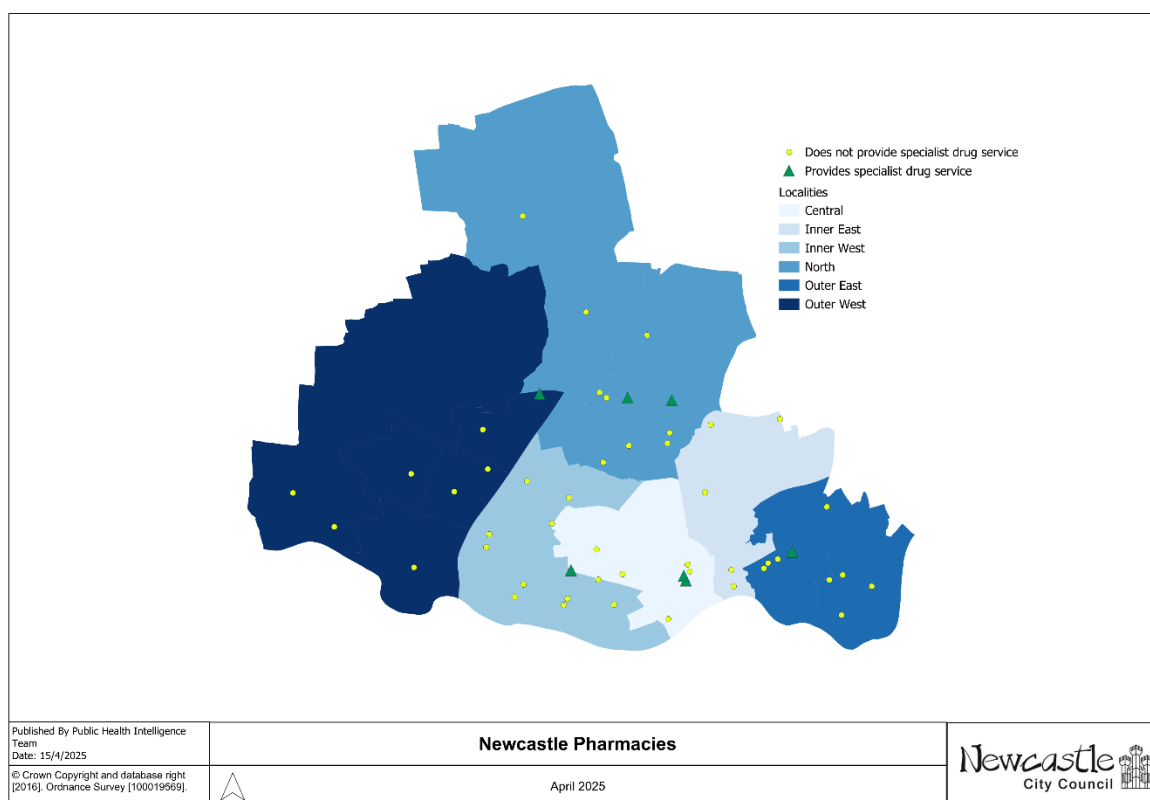 Does not provide specialist drug service
Provides specialist drug service
Localities
Central
Inner East
Inner West
North
Outer East
Outer West
Published By Public Health Intelligence
Team
Date: 15/4/2025
© Crown Copyright and database right
[2016]. Ordnance Survey [100019569].
Newcastle Pharmacies
April 2025
Newcastle
City Council